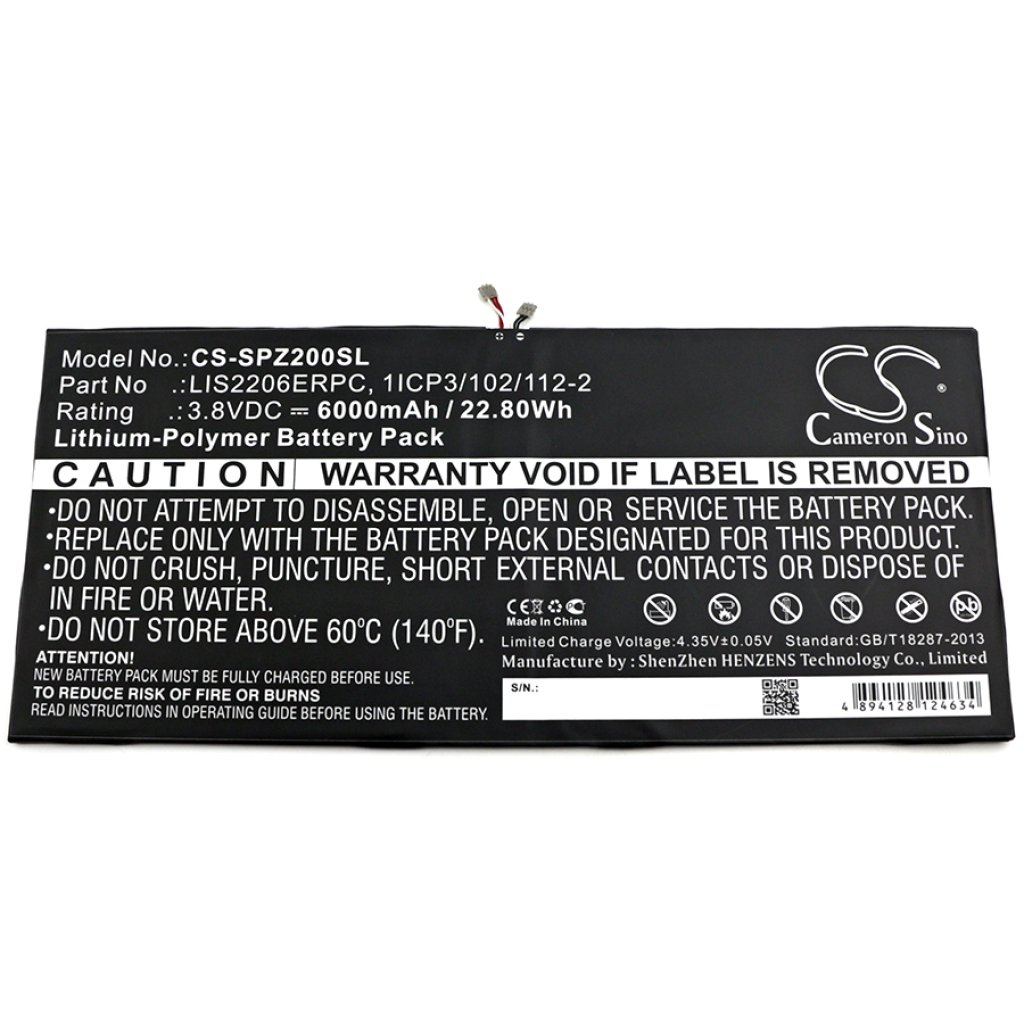 Model No.:CS-SPZ200SL
Part No .:LIS2206ERPC, 1ICP3/102/112-2
Rating .:3.8VDC ⎓ 6000mAh / 22.80Wh
Lithium-Polymer Battery Pack
CS®
Cameron Sino
CAUTION WARRANTY VOID IF LABEL IS REMOVED
•DO NOT ATTEMPT TO DISASSEMBLE, OPEN OR SERVICE THE BATTERY PACK.
•REPLACE ONLY WITH THE BATTERY PACK DESIGNATED FOR THIS PRODUCT.
•DO NOT CRUSH, PUNCTURE, SHORT EXTERNAL CONTACTS OR DISPOSE OF
IN FIRE OR WATER.
•DO NOT STORE ABOVE 60°C (140°F).
ATTENTION:
NEW BATTERY PACK MUST BE FULLY CHARGED BEFORE USE.
TO REDUCE RISK OF FIRE OR BURNS
READ INSTRUCTIONS IN OPERATING GUIDE BEFORE USING THE BATTERY.
CE Made In China
Pb
Limited Charge Voltage:4.35V±0.05V Standard:GB/T18287-2013
Manufacture by : ShenZhen HENZENS Technology Co., Limited
S/N.:
4 894128 124634